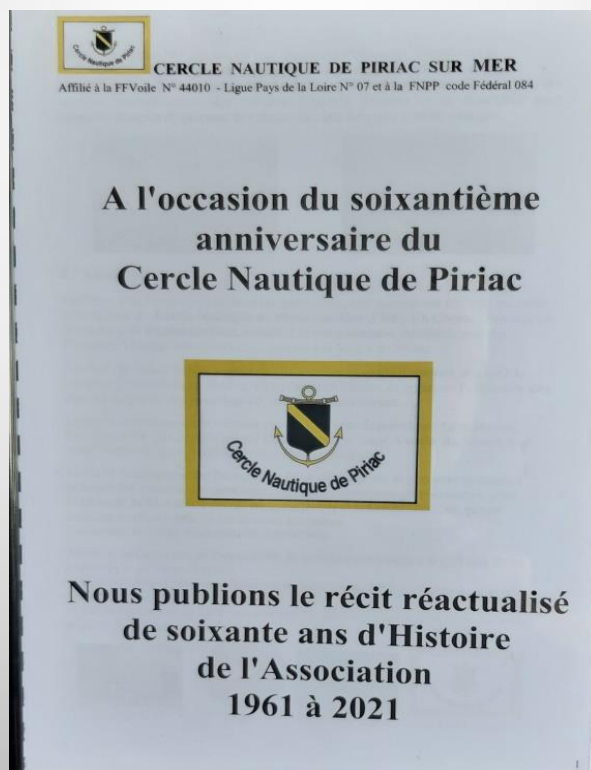 Cercle Nautique de Piriac
CERCLE NAUTIQUE DE PIRIAC SUR MER
Affilié à la FFVoile N° 44010 - Ligue Pays de la Loire N° 07 et à la FNPP code Fédéral 084
A l'occasion du soixantième
anniversaire du
Cercle Nautique de Piriac
Cercle Nautique de Piriac
Nous publions le récit réactualisé
de soixante ans d'Histoire
de l'Association
1961 à 2021
1